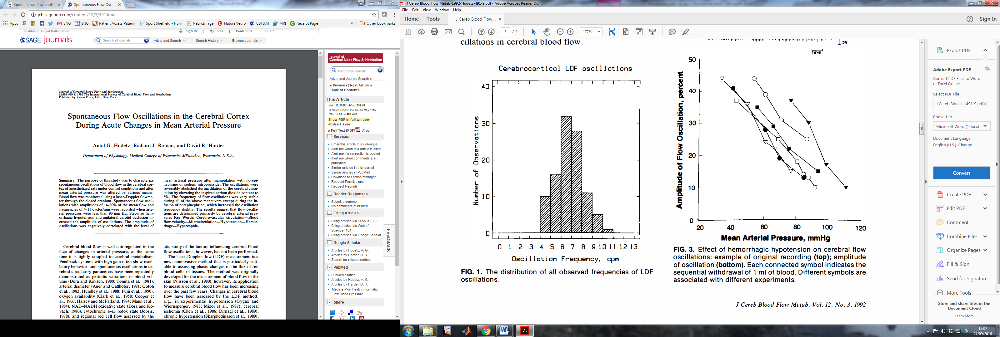 Spontaneous flow oscilla
Spontaneous Flow Oscill
jcb.sagepub.com/content/12/3/491.long
Apps
SNG
SNG
Patient Access Patient
Sport Sheffield - Hom
NeuroImage
NatureNeuro
CBF&M
MRI
Receipt Page
»
Other bookmarks
Institution: Royal Hallamshire
Sign In | My Tools | Contact Us | HELP
SAGE journals
Search all journals
Advanced Search
Search History
Browse Journals
Journal of Cerebral Blood Flow and Metabolism
12:491–499 © 1992 The International Society of Cerebral Blood Flow and Metabolism
Published by Raven Press, Ltd., New York
Spontaneous Flow Oscillations in the Cerebral Cortex
During Acute Changes in Mean Arterial Pressure
Antal G. Hudetz, Richard J. Roman, and David R. Harder
Department of Physiology, Medical College of Wisconsin, Milwaukee, Wisconsin, U.S.A.
Summary: The purpose of this study was to characterize
spontaneous oscillations of blood flow in the cerebral cor-
tex of anesthetized rats under control conditions and after
mean arterial pressure was altered by various means.
Blood flow was monitored using a laser–Doppler flowme-
ter through the closed cranium. Spontaneous flow oscil-
lations with amplitudes of 14–30% of the mean flow and
frequencies of 4–11 cycles/min were recorded when arte-
rial pressures were less than 90 mm Hg. Stepwise hem-
orrhagic hypotension and unilateral carotid occlusion in-
creased the amplitude of oscillations. The amplitude of
oscillations was negatively correlated with the level of
mean arterial pressure after manipulation with norepi-
nephrine or sodium nitroprusside. The oscillations were
reversibly abolished during dilation of the cerebral circu-
lation by elevating the inspired carbon dioxide content to
5%. The frequency of flow oscillations was very stable
during all of the above maneuvers except during the in-
fusion of norepinephrine, which increased the oscillation
frequency slightly. The results suggest that flow oscilla-
tions are determined primarily by cerebral arterial pres-
sure. Key Words: Cerebrovascular circulation—Blood
flow velocity—Microcirculation—Hypotension—Hemor-
rhage—Hypercapnia.
Cerebral blood flow is well autoregulated in the
face of changes in arterial pressure, at the same
time it is tightly coupled to cerebral metabolism.
Feedback systems with high gain often show oscil-
latory behavior, and spontaneous oscillations in ce-
rebral circulatory parameters have been repeatedly
demonstrated as periodic variations in blood vol-
ume (Dóra and Kovách, 1980; Tomita et al., 1981),
arterial diameter (Auer and Gallhofer, 1981; Gotoh
et al., 1982; Hundley et al., 1988; Fujii et al., 1990),
oxygen availability (Clark et al., 1958; Cooper et
al., 1966; Halsey and McFarland, 1974; Manil et al.,
1984), NAD–NADH oxidative state (Dóra and Ko-
vách, 1980), cytochrome a-a3 redox state (Jöbsis,
1978), and regional red cell flow assessed by the
atic study of the factors influencing cerebral blood
flow oscillations, however, has not been performed.
The laser–Doppler flow (LDF) measurement is a
new, noninvasive method that is particularly suit-
able to assessing phasic changes of the flux of red
blood cells in tissues. The method was originally
developed for the measurement of blood flow in the
skin (Nilsson et al., 1980); however, its application
to measure cerebral blood flow has been increasing
over the past few years. Changes in cerebral blood
flow have been assessed by the LDF method,
e.g., in experimental hypotension (Gygax and
Wiernsperger, 1983; Mizoi et al., 1987), cerebral
ischemia (Chen et al., 1986; Dirnagl et al., 1989),
chronic hypertension (Skarphedinsson et al., 1989),
Journal of
Cerebral Blood Flow & Metabolism
Search this journal
Advanced Journal Search »
« Previous | Next Article »
Table of Contents
This Article
doi: 10.1038/jcbfm.1992.67
J Cereb Blood Flow Metab May 1992
vol. 12 no. 3 491-499
Show PDF in full window
Abstract Free
» Full Text (PDF) Free
- Services
Email this article to a colleague
Alert me when this article is cited
Alert me if a correction is posted
Alert me when comments are
published
Similar articles in this journal
Similar articles in PubMed
Download to citation manager
Request Permissions
Request Reprints
- Reader Responses
Submit a comment
No comments published
- Citing Articles
Citing articles via Scopus (98)
Citing articles via Web of
Science (104)
Citing articles via Google Scholar
- Google Scholar
Articles by Hudetz, A. G.
Articles by Harder, D. R.
Search for related content
- PubMed
PubMed citation
Articles by Hudetz, A. G.
Articles by Harder, D. R.
Medline Plus Health Information
Low Blood Pressure
- Share
FEEDBACK
J Cereb Blood Flow Metab-1992-Hudetz-491-9.pdf - Adobe Acrobat Reader DC
File Edit View Window Help
Home Tools J Cereb Blood Flow ... ×
Sign In
3 / 9
177%
cillations in cerebral blood flow.
Cerebrocortical LDF oscillations
Number of Observations
40
30
20
10
0
0 1 2 3 4 5 6 7 8 9 10 11 12 13
Oscillation Frequency, cpm
FIG. 1. The distribution of all observed frequencies of LDF
oscillations.
2V
1min
Amplitude of Flow Oscillation, percent
50
40
30
20
10
0
20 40 60 80 100 120
Mean Arterial Pressure, mmHg
FIG. 3. Effect of hemorrhagic hypotension on cerebral flow
oscillations: example of original recording (top); amplitude
of oscillation (bottom). Each connected symbol indicates the
sequential withdrawal of 1 ml of blood. Different symbols are
associated with different experiments.
J Cereb Blood Flow Metab, Vol. 12, No. 3, 1992
Export PDF
Adobe Export PDF
Convert PDF Files to Word
or Excel Online
Select PDF File
J Cereb Bloo...tz-491-9.pdf
Convert to
Microsoft Word (*.docx)
Document Language:
English (U.S.) Change
Convert
Create PDF
Edit PDF
Comment
Combine Files
Organize Pages
Fill & Sign
Send for Signature
More Tools
Store and share files in the
Document Cloud
Learn More
12:07
24/09/2016